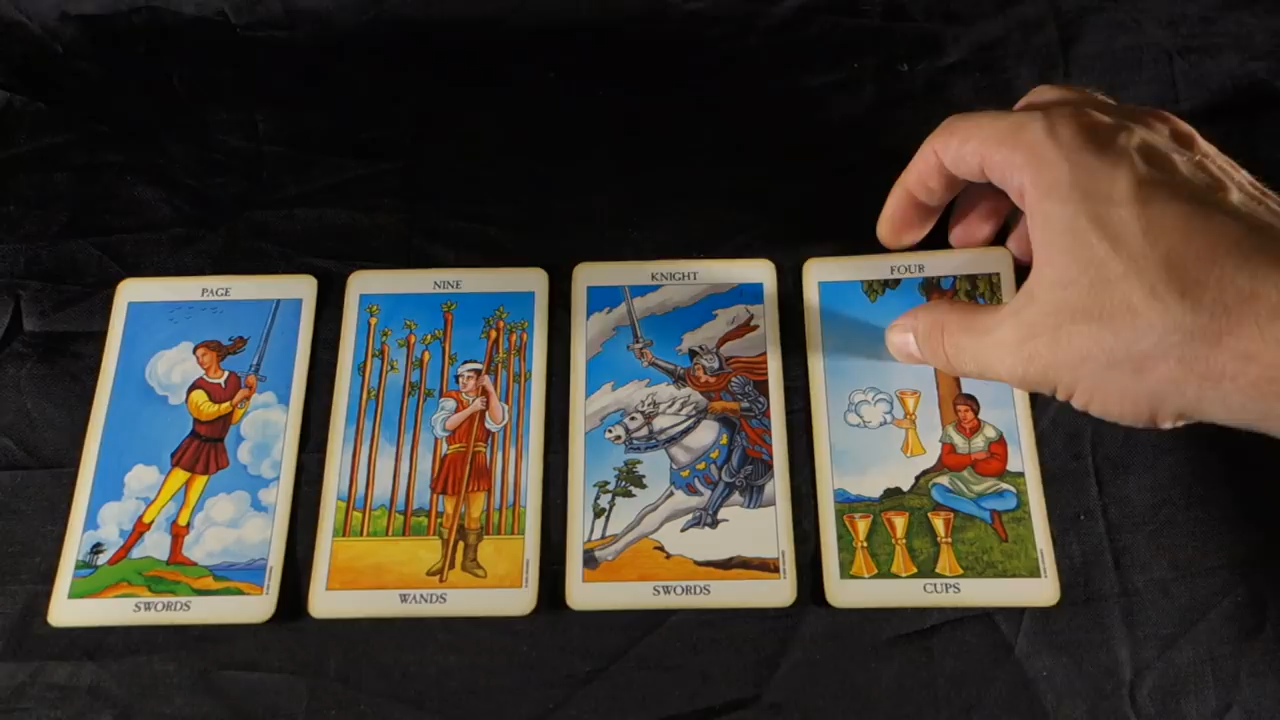 PAGE
SWORDS
NINE
WANDS
KNIGHT
SWORDS
FOUR
CUPS